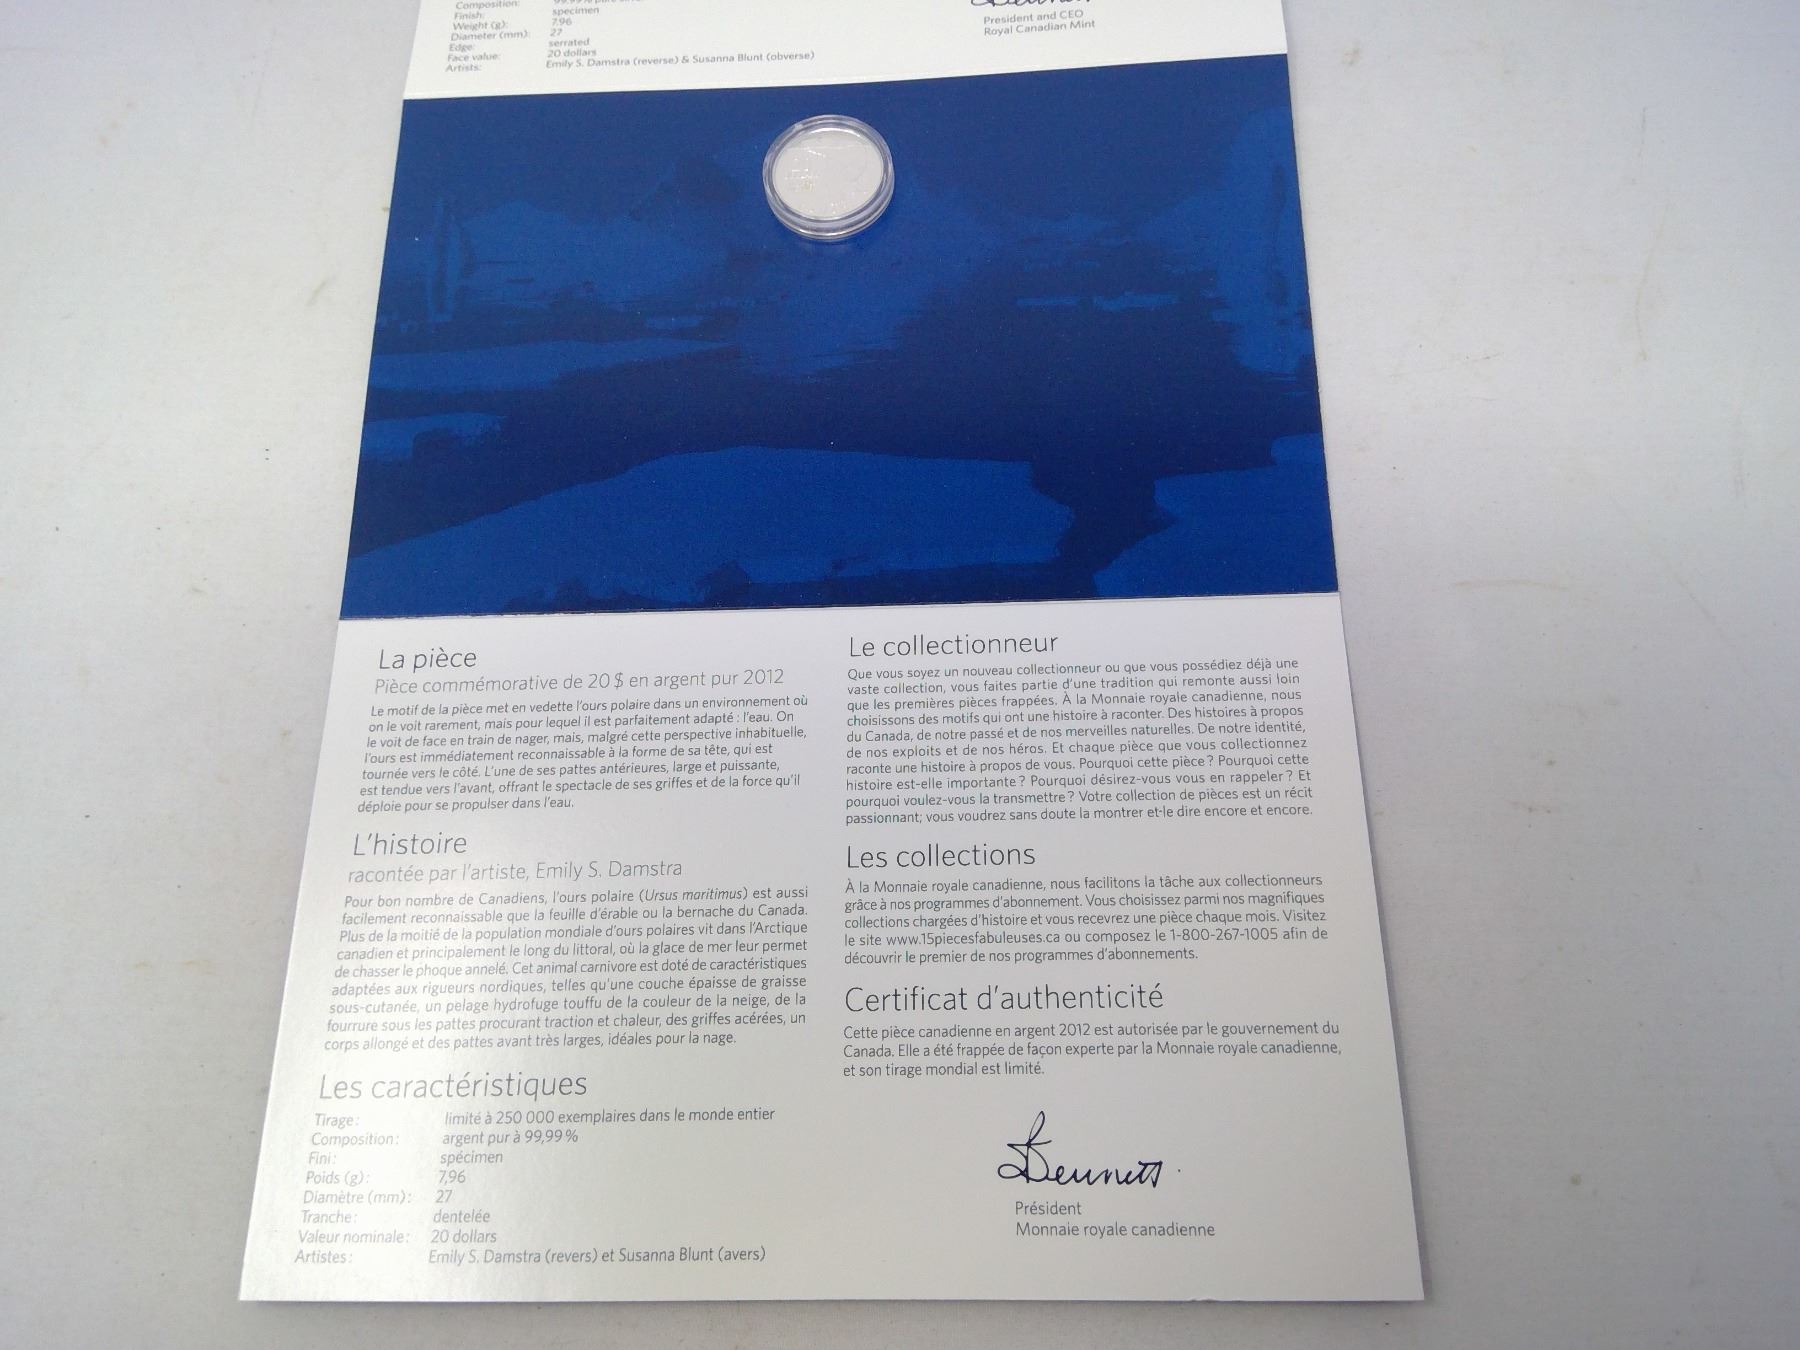 Composition:
Finish: specimen
Weight (g): 7.96
Diameter (mm): 27
Edge: serrated
Face value: 20 dollars
Artists: Emily S. Damstra (reverse) & Susanna Blunt (obverse)
President and CEO
Royal Canadian Mint
La pièce
Pièce commémorative de 20 $ en argent pur 2012
Le motif de la pièce met en vedette l'ours polaire dans un environnement où
on le voit rarement, mais pour lequel il est parfaitement adapté : l'eau. On
le voit de face en train de nager, mais, malgré cette perspective inhabituelle,
l'ours est immédiatement reconnaissable à la forme de sa tête, qui est
tournée vers le côté. L'une de ses pattes antérieures, large et puissante,
est tendue vers l'avant, offrant le spectacle de ses griffes et de la force qu'il
déploie pour se propulser dans l'eau.
L'histoire
racontée par l'artiste, Emily S. Damstra
Pour bon nombre de Canadiens, l'ours polaire (Ursus maritimus) est aussi
facilement reconnaissable que la feuille d'érable ou la bernache du Canada.
Plus de la moitié de la population mondiale d'ours polaires vit dans l'Arctique
canadien et principalement le long du littoral, où la glace de mer leur permet
de chasser le phoque annelé. Cet animal carnivore est doté de caractéristiques
adaptées aux rigueurs nordiques, telles qu'une couche épaisse de graisse
sous-cutanée, un pelage hydrofuge touffu de la couleur de la neige, de la
fourrure sous les pattes procurant traction et chaleur, des griffes acérées, un
corps allongé et des pattes avant très larges, idéales pour la nage.
Les caractéristiques
Tirage : limité à 250 000 exemplaires dans le monde entier
Composition : argent pur à 99,99 %
Fini : spécimen
Poids (g) : 7,96
Diamètre (mm) : 27
Tranche : dentelée
Valeur nominale : 20 dollars
Artistes : Emily S. Damstra (revers) et Susanna Blunt (avers)
Le collectionneur
Que vous soyez un nouveau collectionneur ou que vous possédiez déjà une
vaste collection, vous faites partie d'une tradition qui remonte aussi loin
que les premières pièces frappées. À la Monnaie royale canadienne, nous
choisissons des motifs qui ont une histoire à raconter. Des histoires à propos
du Canada, de notre passé et de nos merveilles naturelles. De notre identité,
de nos exploits et de nos héros. Et chaque pièce que vous collectionnez
raconte une histoire à propos de vous. Pourquoi cette pièce ? Pourquoi cette
histoire est-elle importante ? Pourquoi désirez-vous vous en rappeler ? Et
pourquoi voulez-vous la transmettre ? Votre collection de pièces est un récit
passionnant; vous voudrez sans doute la montrer et-le dire encore et encore.
Les collections
À la Monnaie royale canadienne, nous facilitons la tâche aux collectionneurs
grâce à nos programmes d'abonnement. Vous choisissez parmi nos magnifiques
collections chargées d'histoire et vous recevrez une pièce chaque mois. Visitez
le site www.15piecesfabuleuses.ca ou composez le 1-800-267-1005 afin de
découvrir le premier de nos programmes d'abonnements.
Certificat d'authenticité
Cette pièce canadienne en argent 2012 est autorisée par le gouvernement du
Canada. Elle a été frappée de façon experte par la Monnaie royale canadienne,
et son tirage mondial est limité.
Bennett
Président
Monnaie royale canadienne